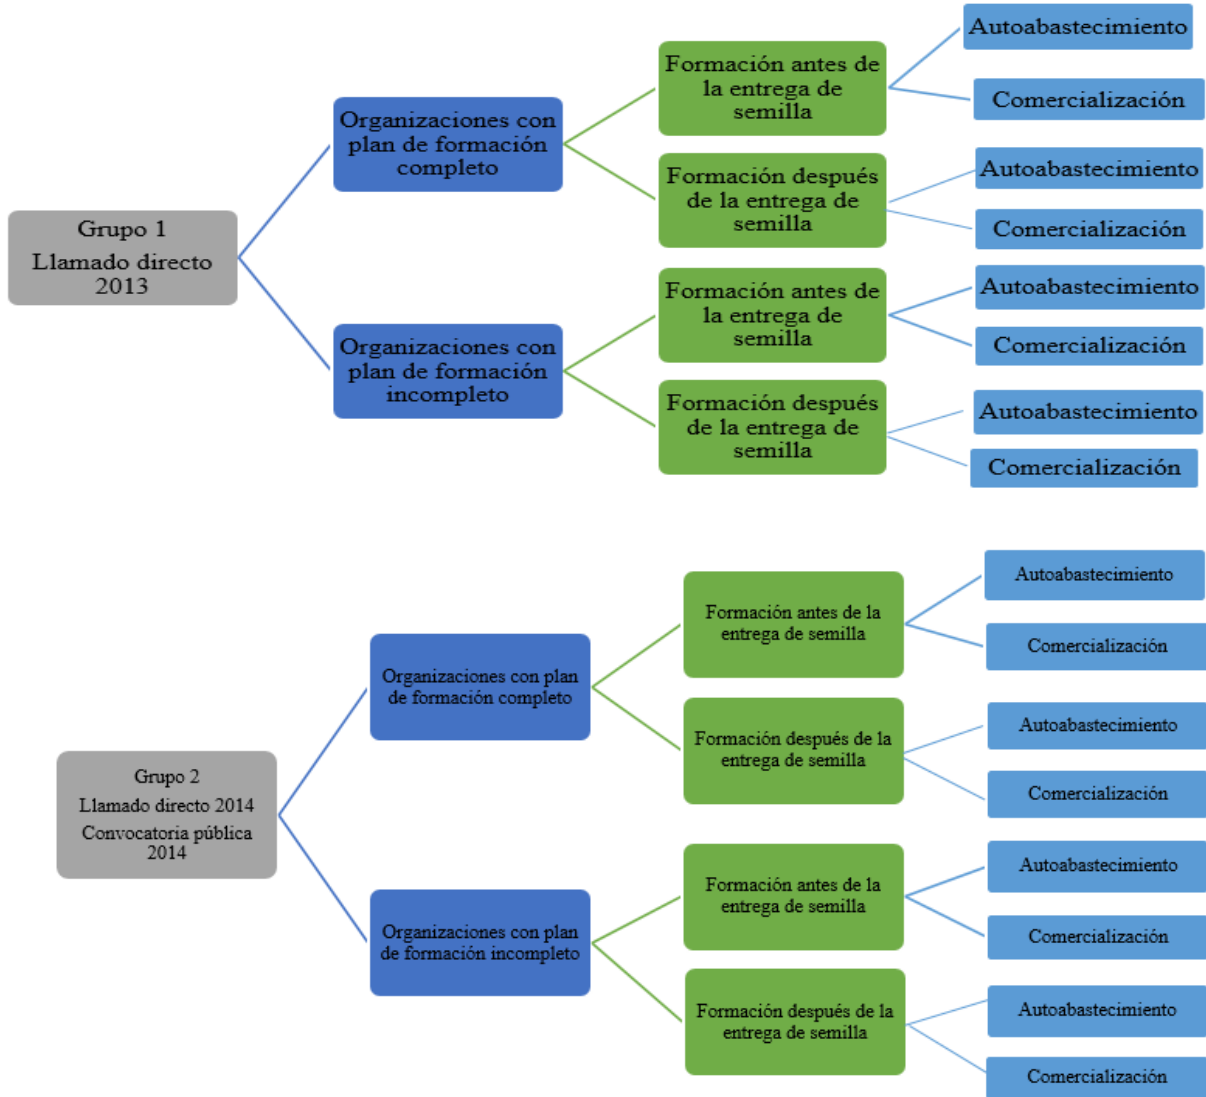 Grupo 1
Llamado directo
2013
Organizaciones con
plan de formación
completo
Formación antes de
la entrega de
semilla
Autoabastecimiento
Comercialización
Formación después
de la entrega de
semilla
Autoabastecimiento
Comercialización
Organizaciones con
plan de formación
incompleto
Formación antes de
la entrega de
semilla
Autoabastecimiento
Comercialización
Formación después
de la entrega de
semilla
Autoabastecimiento
Comercialización
Grupo 2
Llamado directo 2014
Convocatoria pública
2014
Organizaciones con plan
de formación completo
Formación antes de la
entrega de semilla
Autoabastecimiento
Comercialización
Formación después de la
entrega de semilla
Autoabastecimiento
Comercialización
Organizaciones con plan
de formación incompleto
Formación antes de la
entrega de semilla
Autoabastecimiento
Comercialización
Formación después de la
entrega de semilla
Autoabastecimiento
Comercialización